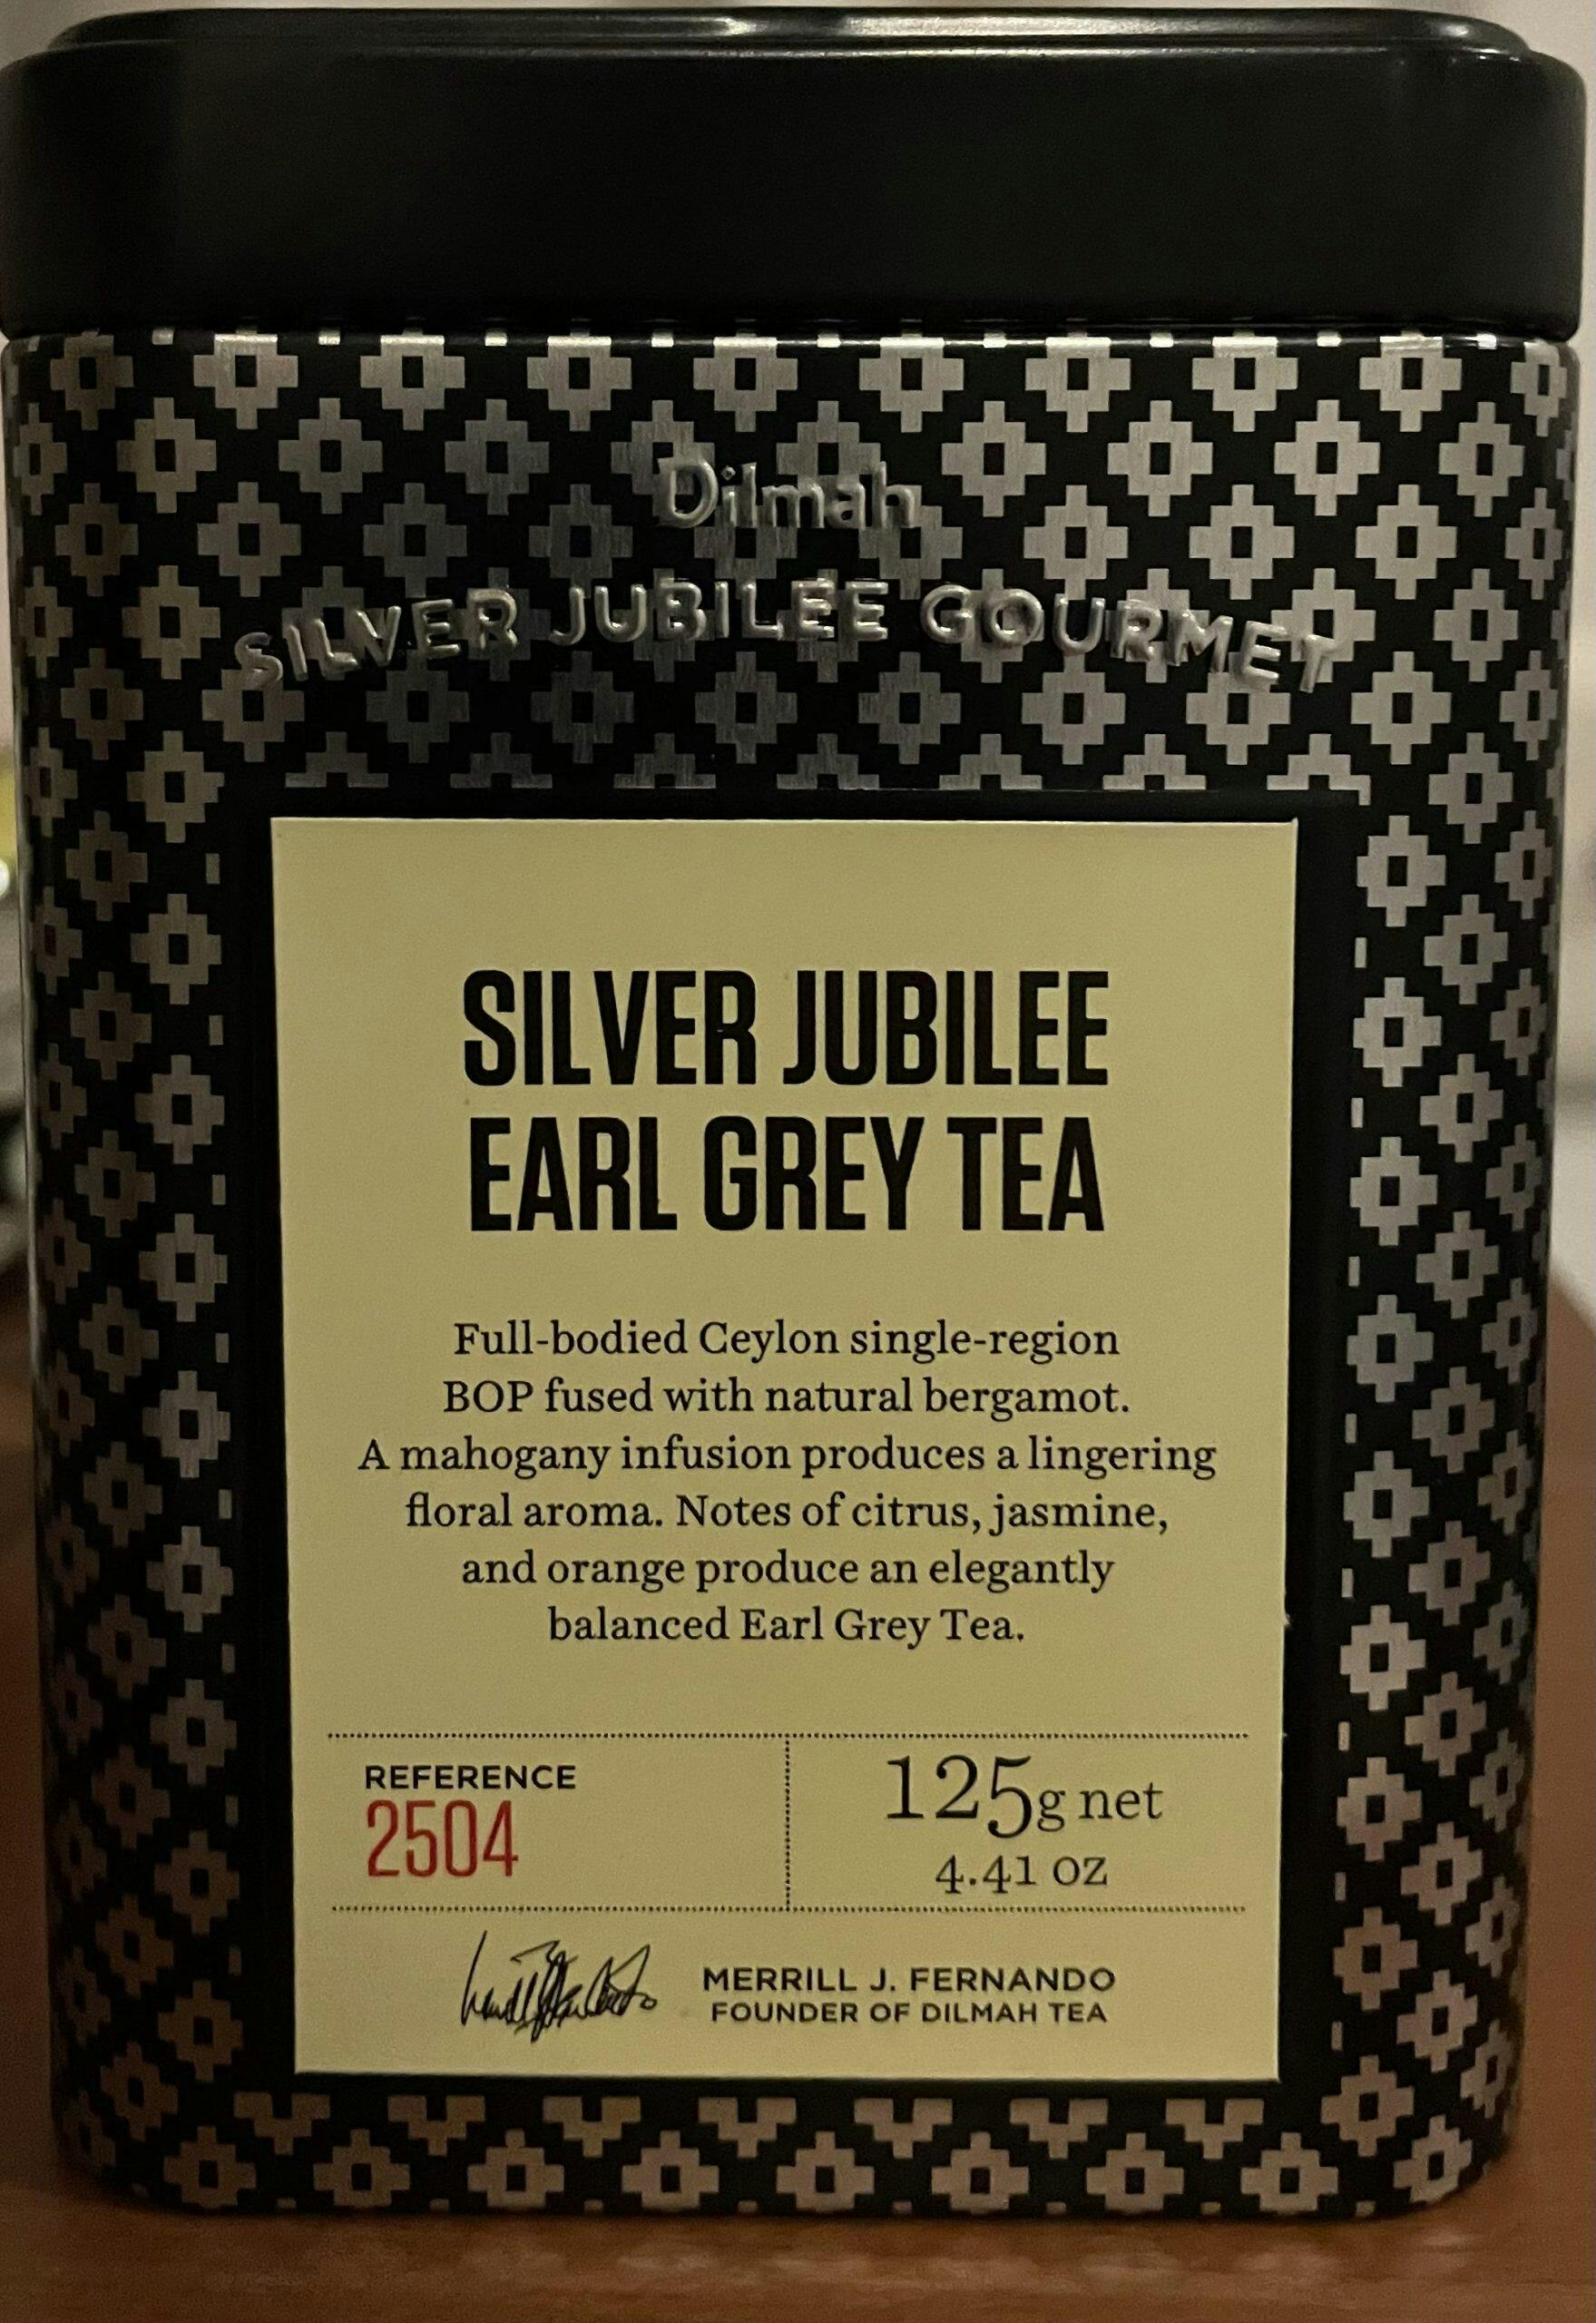 Dilmah
SILVER JUBILEE GOURMET
SILVER JUBILEE
EARL GREY TEA
Full-bodied Ceylon single-region
BOP fused with natural bergamot.
A mahogany infusion produces a lingering
floral aroma. Notes of citrus, jasmine,
and orange produce an elegantly
balanced Earl Grey Tea.
REFERENCE
2504
125g net
4.41 oz
MERRILL J. FERNANDO
FOUNDER OF DILMAH TEA